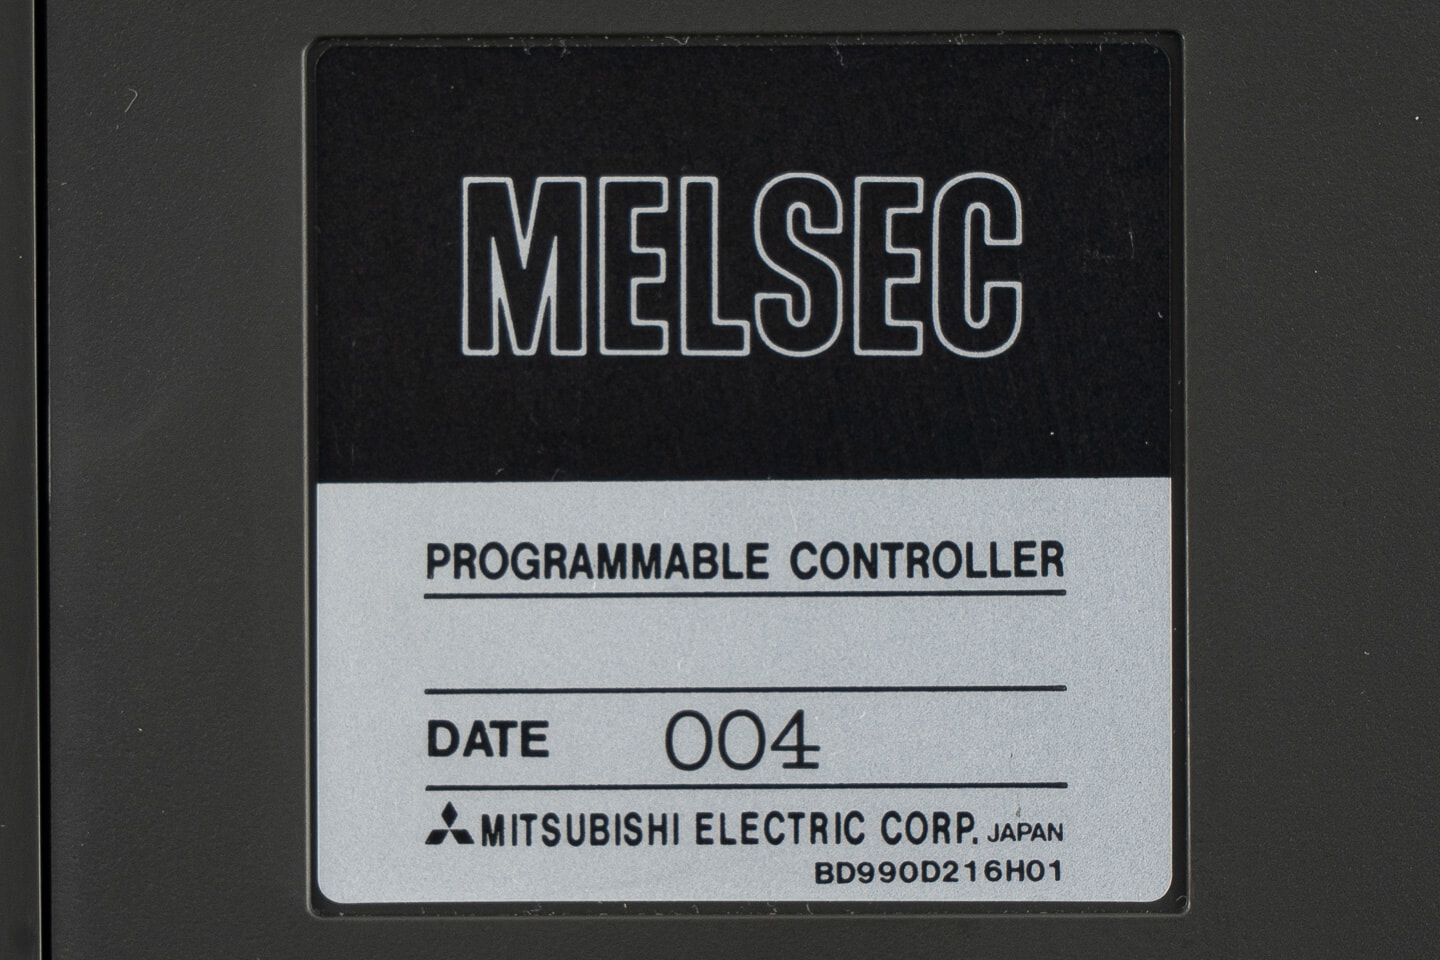 MELSEC
PROGRAMMABLE CONTROLLER
DATE 004
MITSUBISHI ELECTRIC CORP. JAPAN
BD990D216H01